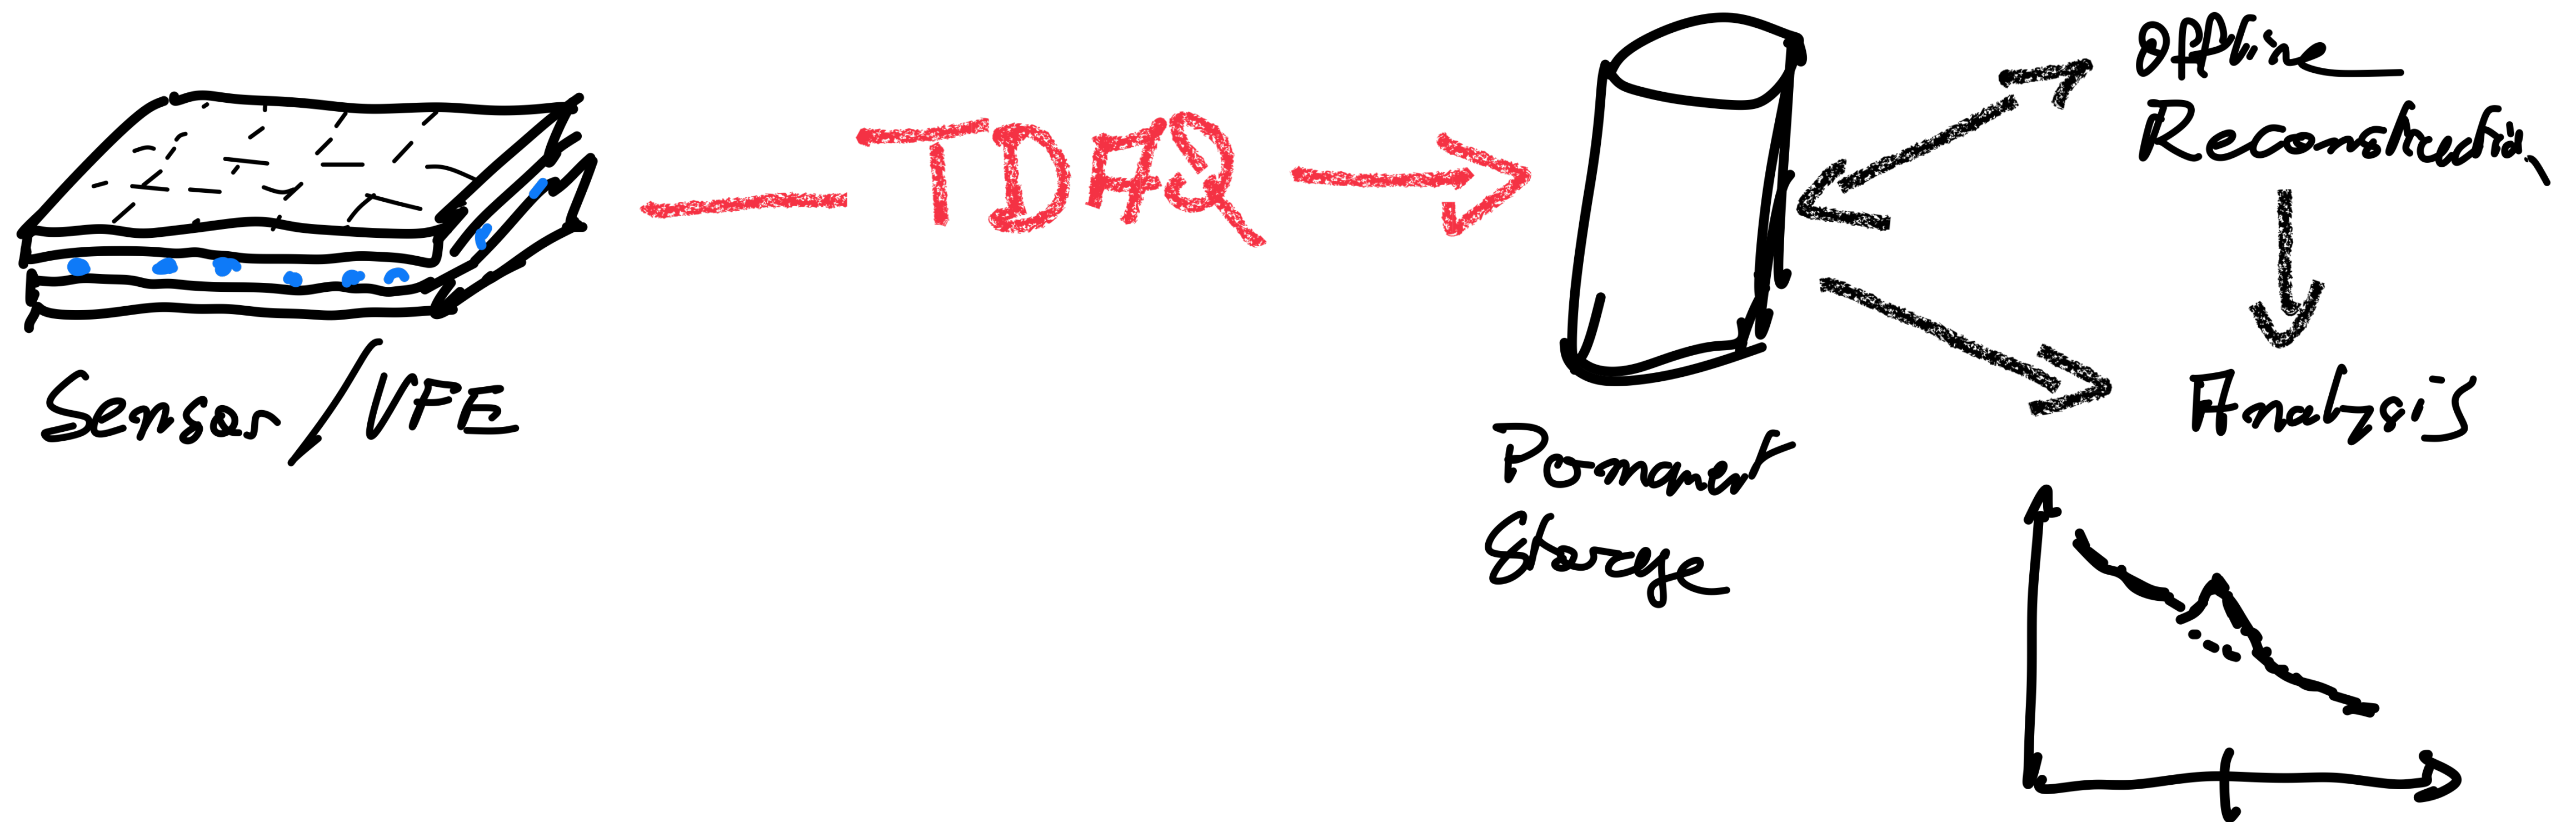 Sensor/VFE
TDAQ
Permanent
Storage
Offline
Reconstruction
Analysis